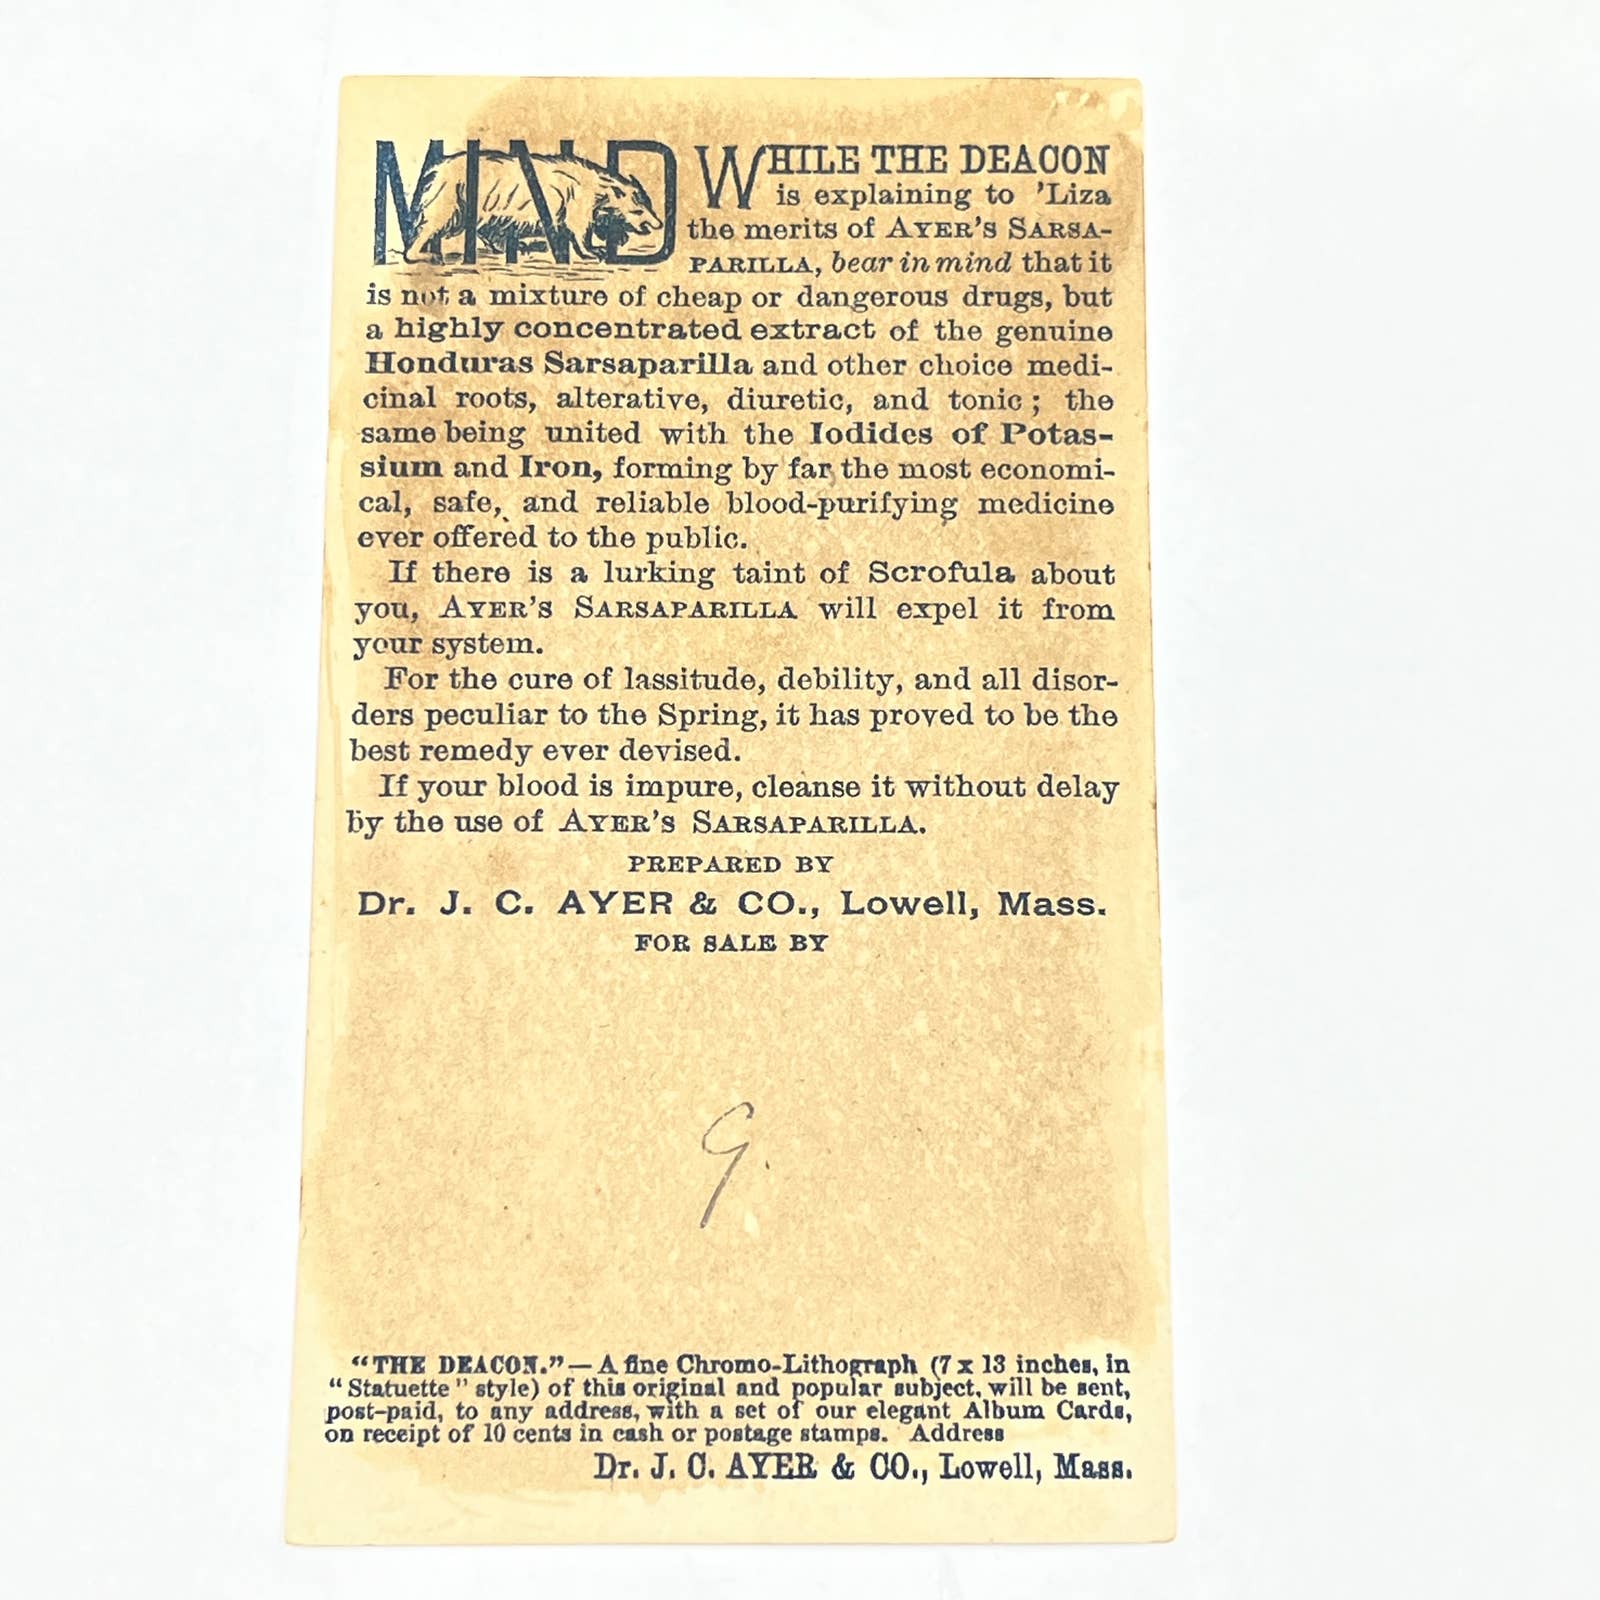 MIND WHILE THE DEACON
is explaining to 'Liza
the merits of AYER'S SARSA-
PARILLA, bear in mind that it
is not a mixture of cheap or dangerous drugs, but
a highly concentrated extract of the genuine
Honduras Sarsaparilla and other choice medi-
cinal roots, alterative, diuretic, and tonic; the
same being united with the Iodides of Potas-
sium and Iron, forming by far the most economi-
cal, safe, and reliable blood-purifying medicine
ever offered to the public.
If there is a lurking taint of Scrofula about
you, AYER'S SARSAPARILLA will expel it from
your system.
For the cure of lassitude, debility, and all disor-
ders peculiar to the Spring, it has proved to be the
best remedy ever devised.
If your blood is impure, cleanse it without delay
by the use of AYER'S SARSAPARILLA.
PREPARED BY
Dr. J. C. AYER & CO., Lowell, Mass.
FOR SALE BY
9.
"THE DEACON."—A fine Chromo-Lithograph (7 x 13 inches, in
"Statuette" style) of this original and popular subject, will be sent,
post-paid, to any address, with a set of our elegant Album Cards,
on receipt of 10 cents in cash or postage stamps. Address
Dr. J. C. AYER & CO., Lowell, Mass.